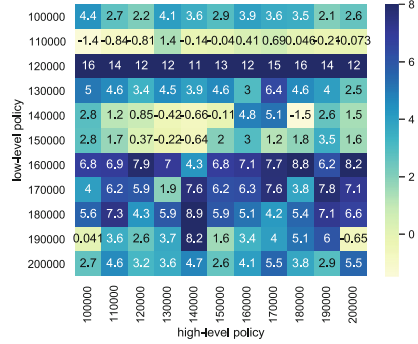 100000 4.4 2.7 2.2 4.1 3.6 2.9 3.9 3.6 3.5 2.1 2.6
110000 -1.4 -0.84 -0.81 1.4 -0.14 -0.04 0.41 0.69 0.046 -0.21 -0.073
120000 16 14 12 12 11 13 12 15 16 14 12
130000 5 4.6 3.4 4.5 3.9 4.6 3 6.4 4.6 4 2.5
140000 2.8 1.2 0.85 -0.42 -0.66 -0.11 4.8 5.1 -1.5 2.6 1.5
150000 2.8 1.7 0.37 -0.22 -0.64 2 3 1.2 1.8 3.5 1.6
160000 6.8 6.9 7.9 7 4.3 6.8 7.1 7.7 8.8 6.2 8.2
170000 4 6.2 5.9 1.9 7.6 6.2 6.3 7.6 3.8 7.8 7.1
180000 5.6 7.3 4.3 5.9 8.9 5.9 5.1 4.2 5.4 7.1 6.6
190000 0.041 3.6 2.6 3.7 8.2 1.6 3.4 4 5.1 6 -0.65
200000 2.7 4.6 3.2 3.6 4.7 2.6 4.1 5.5 3.8 2.9 5.5
100000 110000 120000 130000 140000 150000 160000 170000 180000 190000 200000
high-level policy
low-level policy
8
6
4
2
0
-2